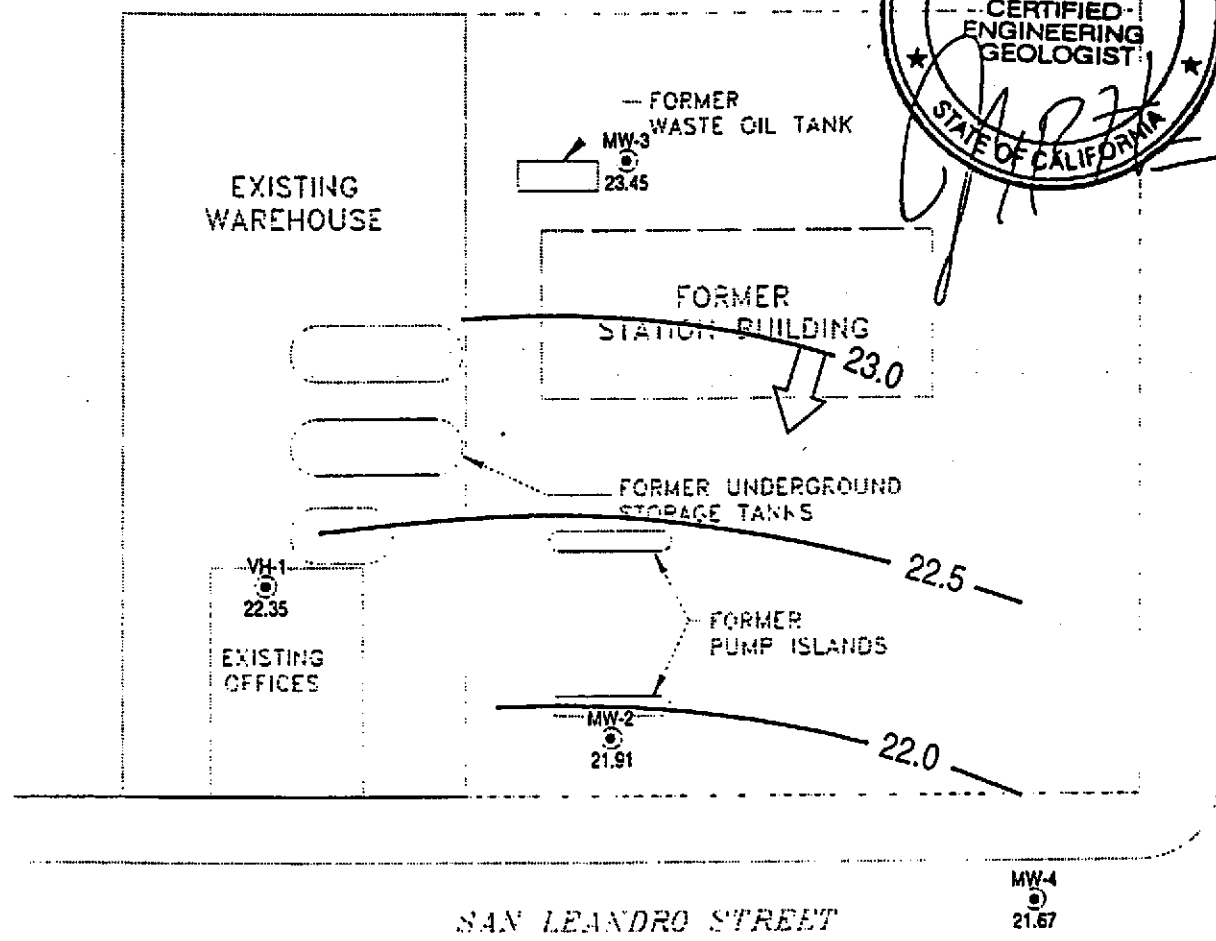 CERTIFIED
ENGINEERING
GEOLOGIST
STATE OF CALIFORNIA
FORMER
WASTE OIL TANK
MW-3
23.45
EXISTING
WAREHOUSE
FORMER
STATION BUILDING
23.0
FORMER UNDERGROUND
STORAGE TANKS
22.5
VH-1
22.35
EXISTING
OFFICES
FORMER
PUMP ISLANDS
MW-2
21.91
22.0
MW-4
21.67
SAN LEANDRO STREET